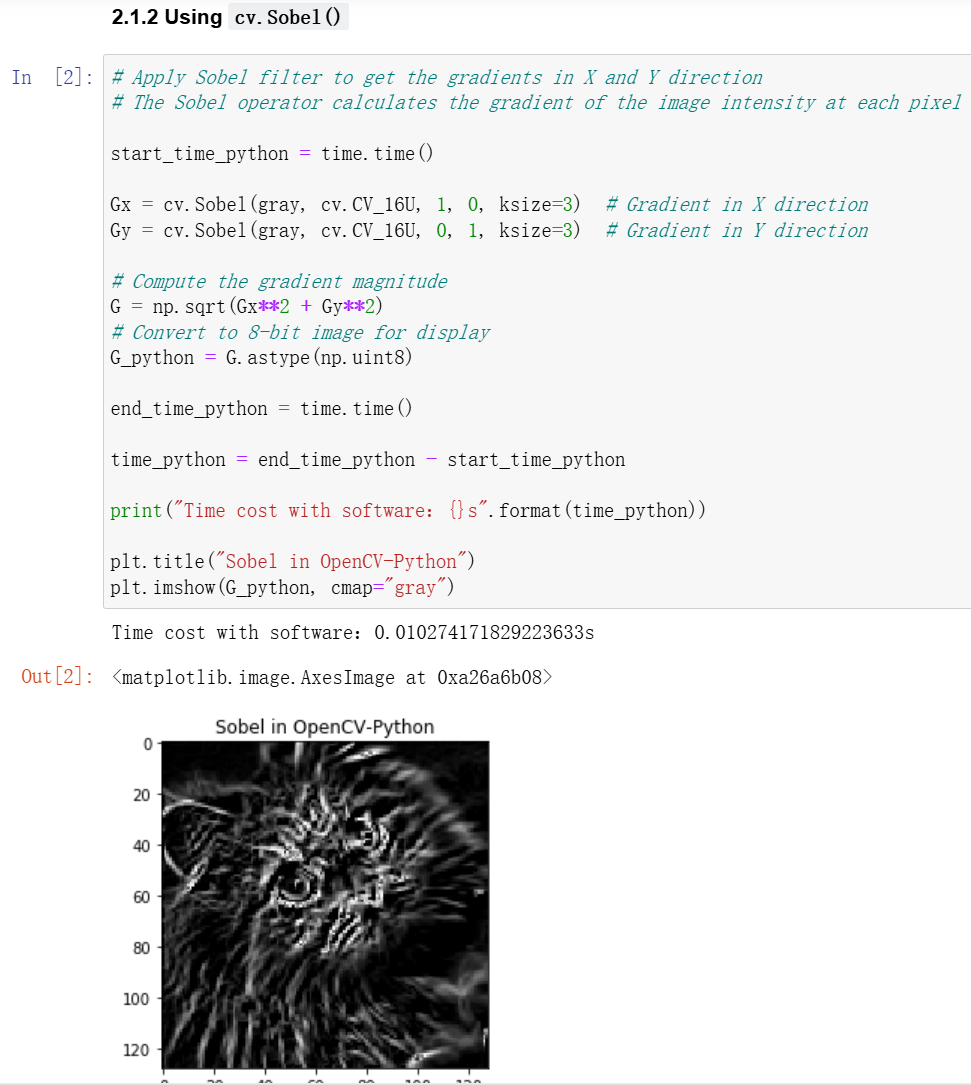 2.1.2 Using cv.Sobel()
In [2]:
# Apply Sobel filter to get the gradients in X and Y direction
# The Sobel operator calculates the gradient of the image intensity at each pixel
start_time_python = time.time()
Gx = cv.Sobel(gray, cv.CV_16U, 1, 0, ksize=3)  # Gradient in X direction
Gy = cv.Sobel(gray, cv.CV_16U, 0, 1, ksize=3)  # Gradient in Y direction
# Compute the gradient magnitude
G = np.sqrt(Gx**2 + Gy**2)
# Convert to 8-bit image for display
G_python = G.astype(np.uint8)
end_time_python = time.time()
time_python = end_time_python - start_time_python
print("Time cost with software: {}s".format(time_python))
plt.title("Sobel in OpenCV-Python")
plt.imshow(G_python, cmap="gray")
Time cost with software: 0.010274171829223633s
Out[2]: <matplotlib.image.AxesImage at 0xa26a6b08>
Sobel in OpenCV-Python
0
20
40
60
80
100
120